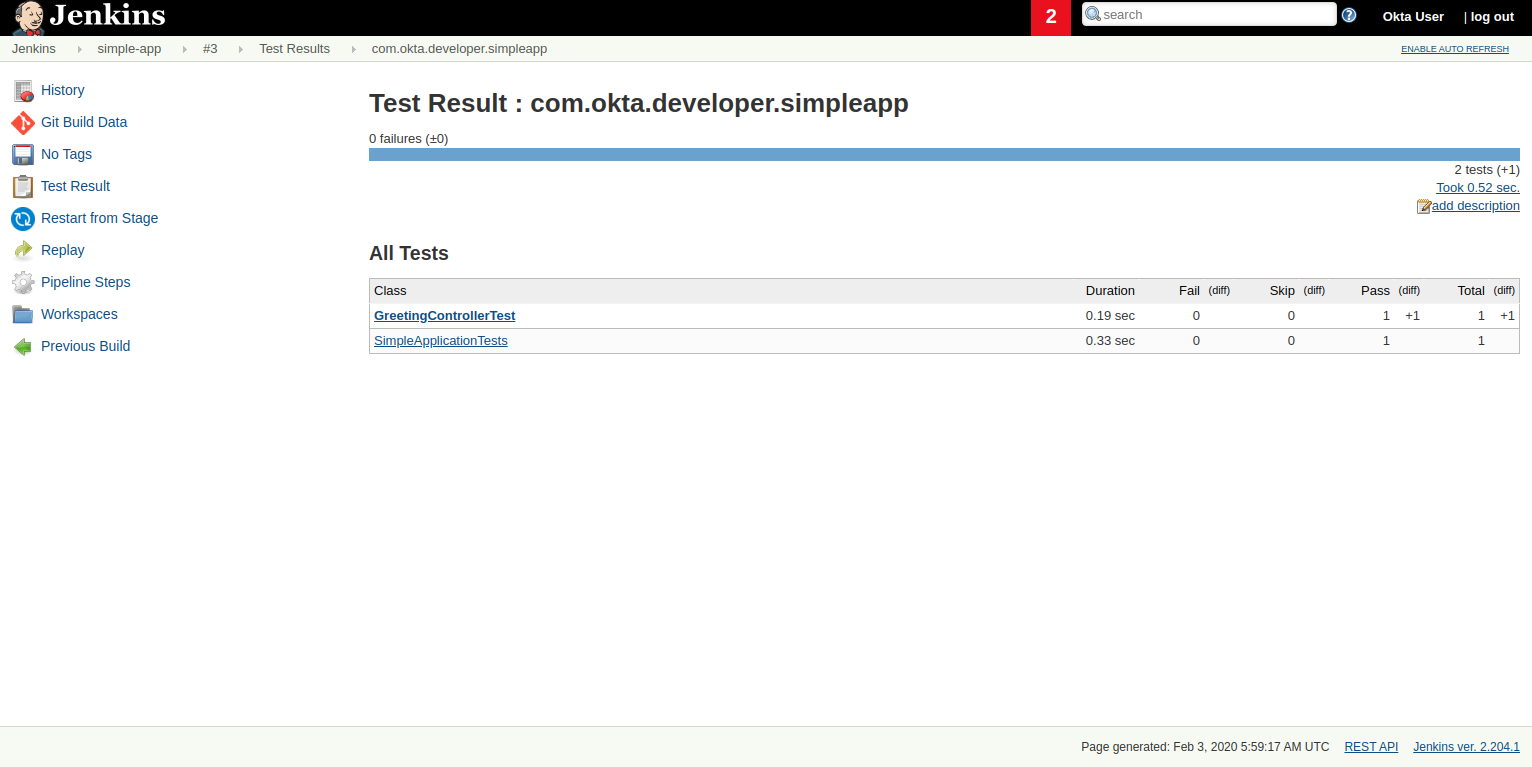 Jenkins
2
search
?
Okta User | log out
Jenkins simple-app #3 Test Results com.okta.developer.simpleapp
ENABLE AUTO REFRESH
History
Git Build Data
No Tags
Test Result
Restart from Stage
Replay
Pipeline Steps
Workspaces
Previous Build
Test Result : com.okta.developer.simpleapp
0 failures (±0)
2 tests (+1)
Took 0.52 sec.
add description
All Tests
Class Duration Fail (diff) Skip (diff) Pass (diff) Total (diff)
GreetingControllerTest 0.19 sec 0 0 1 +1 1 +1
SimpleApplicationTests 0.33 sec 0 0 1 1
Page generated: Feb 3, 2020 5:59:17 AM UTC REST API Jenkins ver. 2.204.1